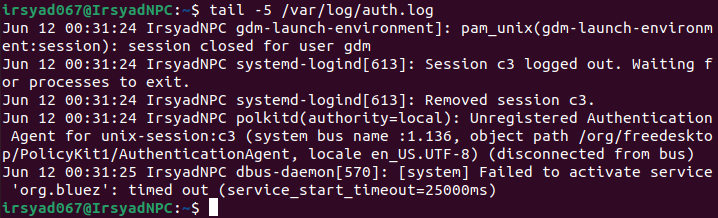 irsyad067@IrsyadNPC:~$ tail -5 /var/log/auth.log
Jun 12 00:31:24 IrsyadNPC gdm-launch-environment]: pam_unix(gdm-launch-environm
ent:session): session closed for user gdm
Jun 12 00:31:24 IrsyadNPC systemd-logind[613]: Session c3 logged out. Waiting f
or processes to exit.
Jun 12 00:31:24 IrsyadNPC systemd-logind[613]: Removed session c3.
Jun 12 00:31:24 IrsyadNPC polkitd(authority=local): Unregistered Authentication
 Agent for unix-session:c3 (system bus name :1.136, object path /org/freedeskto
p/PolicyKit1/AuthenticationAgent, locale en_US.UTF-8) (disconnected from bus)
Jun 12 00:31:25 IrsyadNPC dbus-daemon[570]: [system] Failed to activate service
 'org.bluez': timed out (service_start_timeout=25000ms)
irsyad067@IrsyadNPC:~$